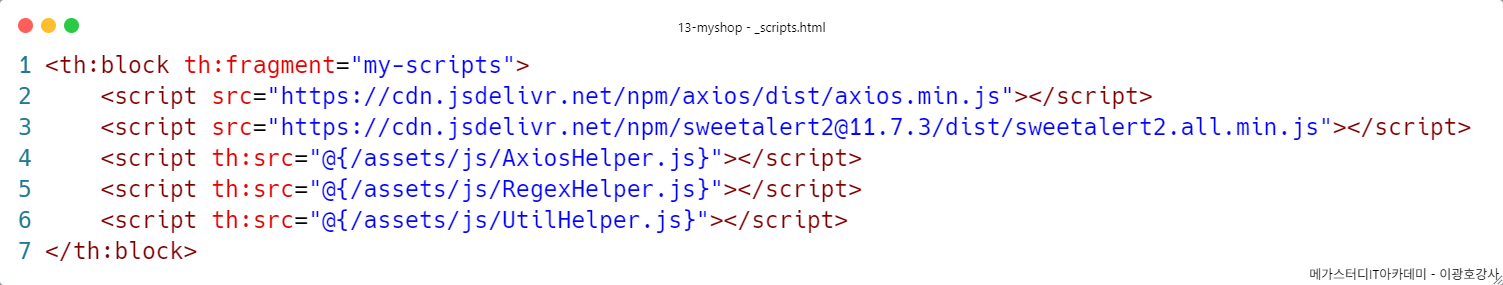 13-myshop - _scripts.html
1 <th:block th:fragment="my-scripts">
2     <script src="https://cdn.jsdelivr.net/npm/axios/dist/axios.min.js"></script>
3     <script src="https://cdn.jsdelivr.net/npm/sweetalert2@11.7.3/dist/sweetalert2.all.min.js"></script>
4     <script th:src="@{/assets/js/AxiosHelper.js}"></script>
5     <script th:src="@{/assets/js/RegexHelper.js}"></script>
6     <script th:src="@{/assets/js/UtilHelper.js}"></script>
7 </th:block>
메가스터디IT아카데미 - 이광호강사